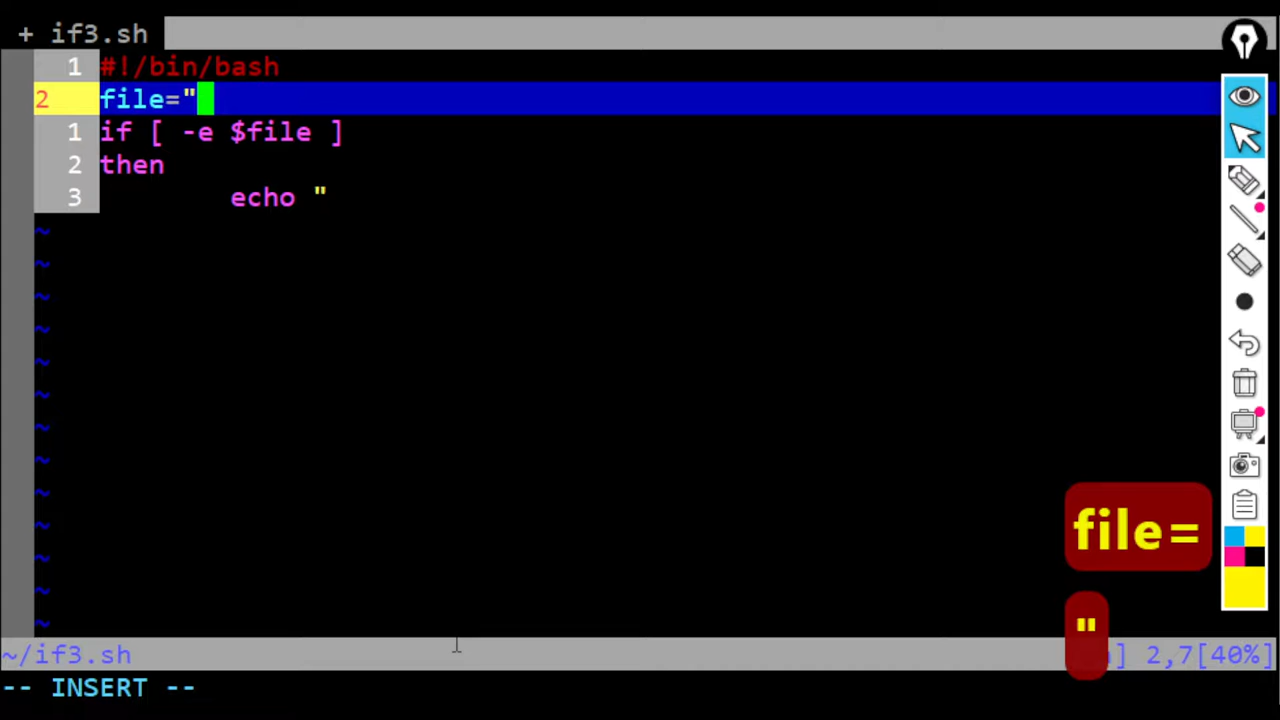 + if3.sh
1 #!/bin/bash
2 file="
1 if [ -e $file ]
2 then
3 echo "
~
~
~
~
~
~
~
~
~
~
~
~
~
file=
"
~/if3.sh ] 2,7[40%]
-- INSERT --